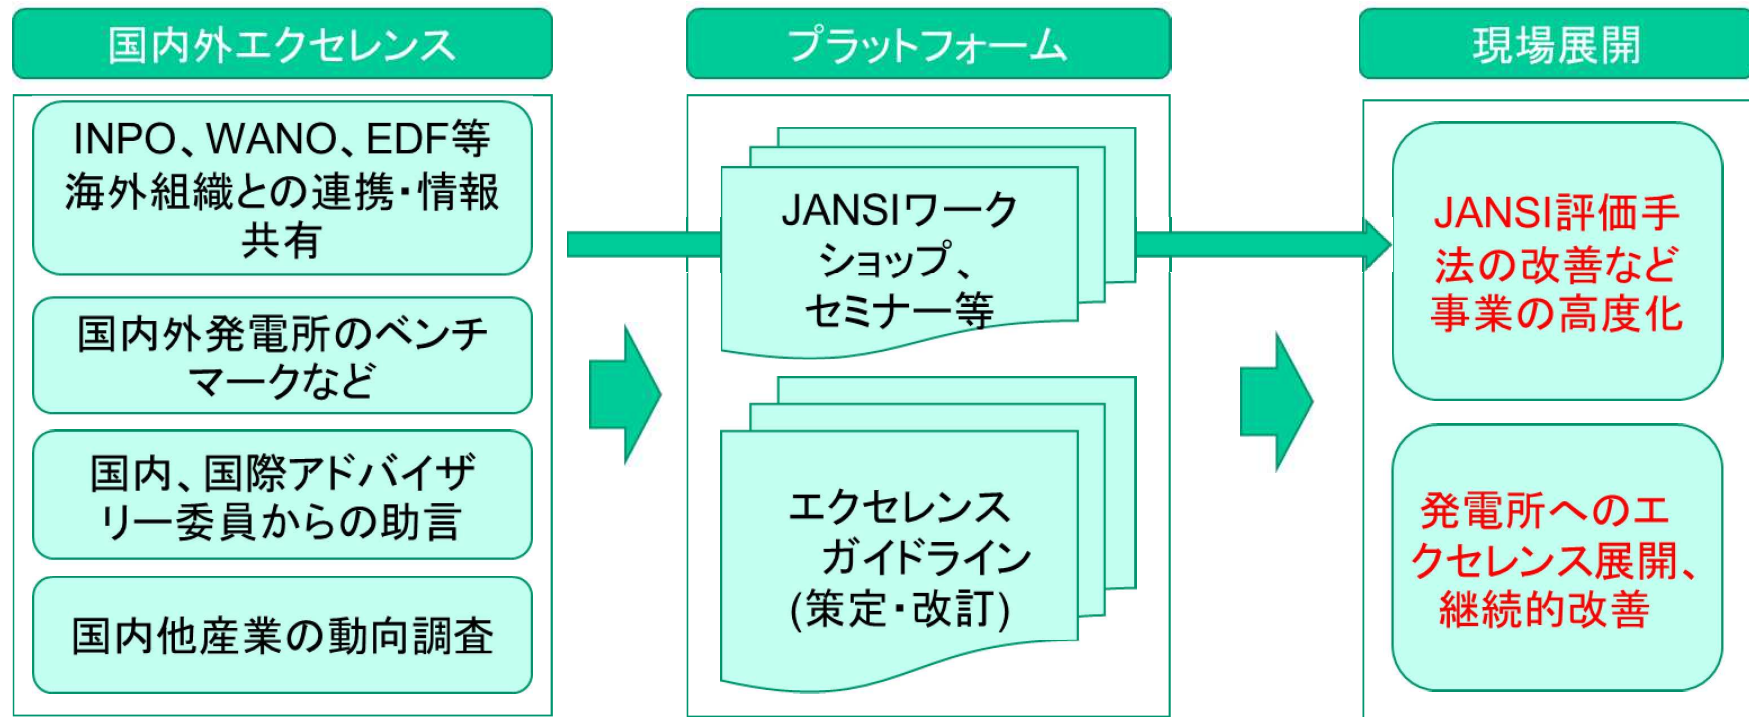 国内外エクセレンス
INPO、WANO、EDF等
海外組織との連携・情報
共有
国内外発電所のベンチ
マークなど
国内、国際アドバイザ
リー委員からの助言
国内他産業の動向調査
プラットフォーム
JANSIワーク
ショップ、
セミナー等
エクセレンス
ガイドライン
(策定・改訂)
現場展開
JANSI評価手
法の改善など
事業の高度化
発電所へのエ
クセレンス展開、
継続的改善